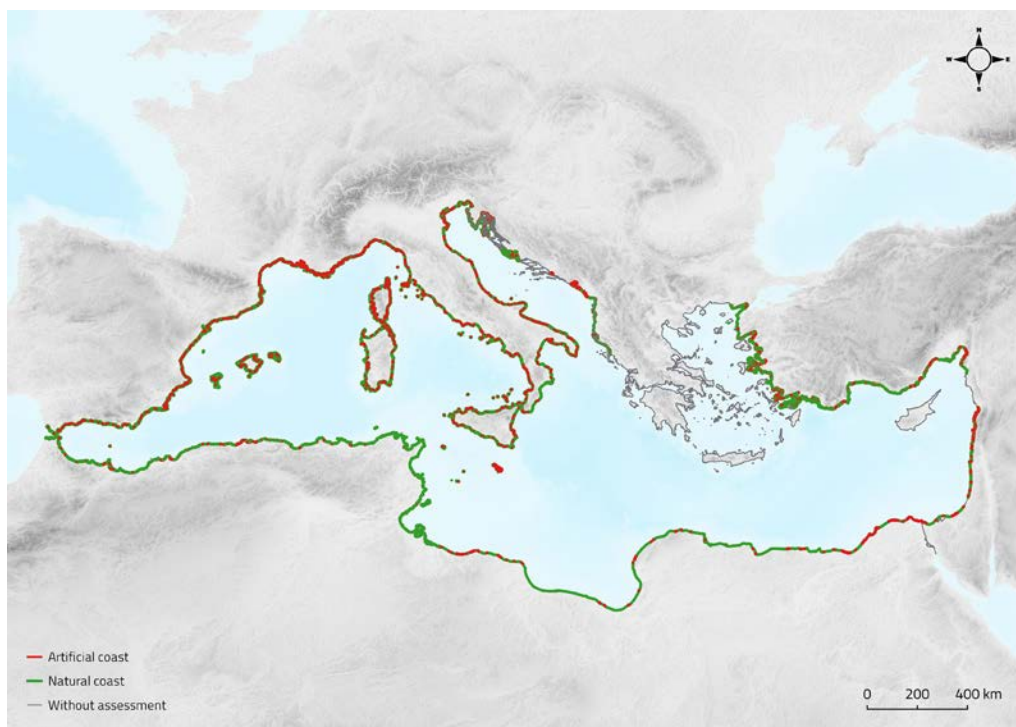 N
W E
S
Artificial coast
Natural coast
Without assessment
0 200 400 km